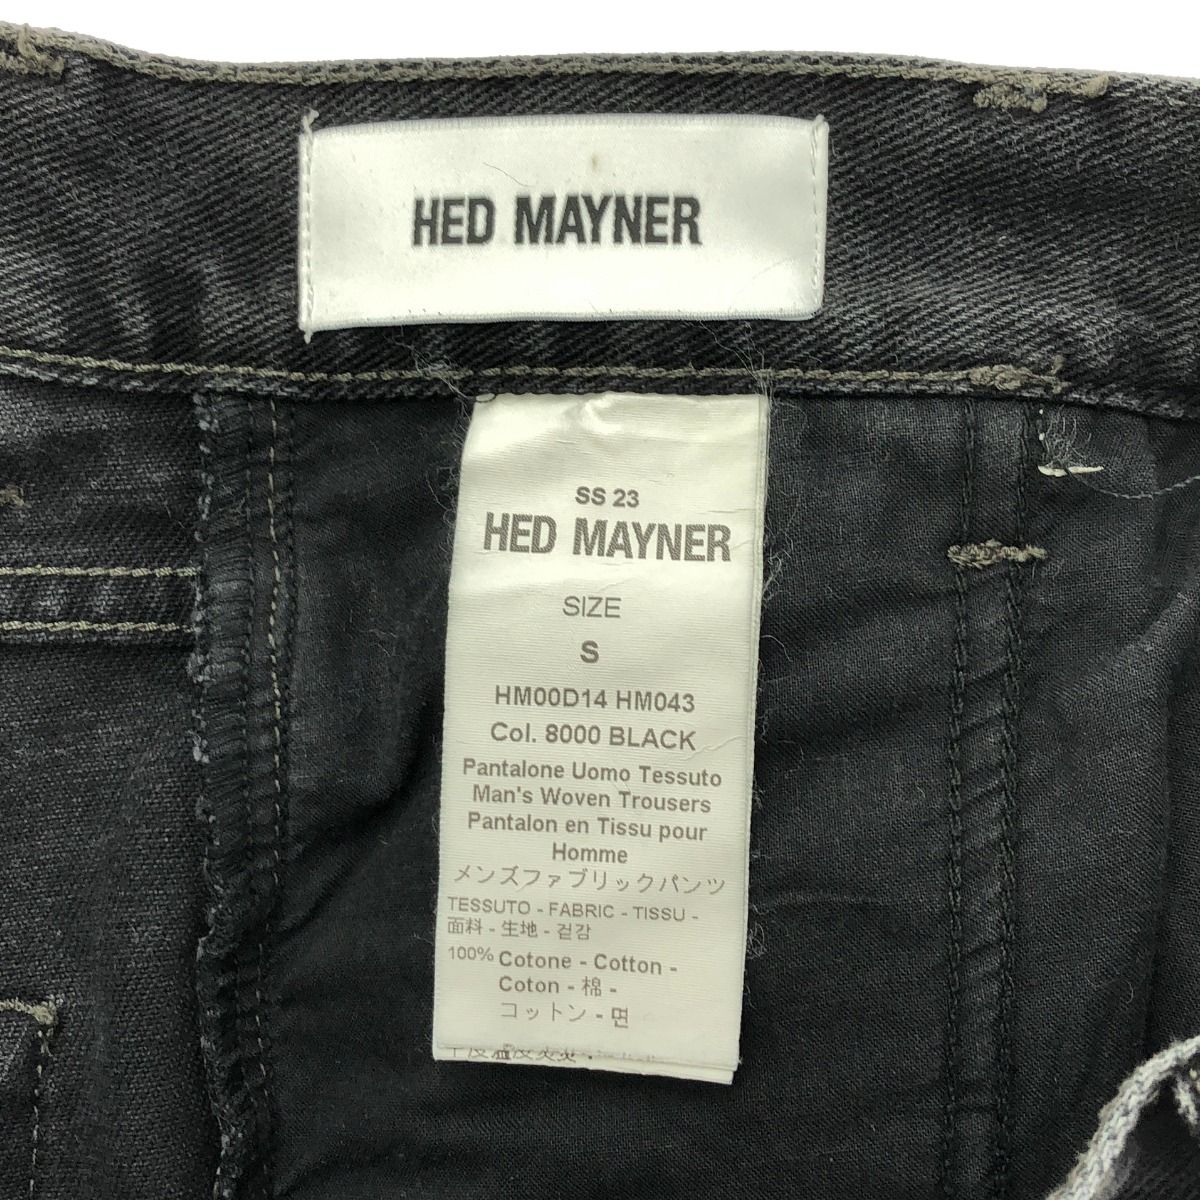 HED MAYNER
SS 23
HED MAYNER
SIZE
S
HM00D14 HM043
Col. 8000 BLACK
Pantalone Uomo Tessuto
Man's Woven Trousers
Pantalon en Tissu pour
Homme
メンズファブリックパンツ
TESSUTO - FABRIC - TISSU -
面料 - 生地 - 겉감
100% Cotone - Cotton -
Coton - 棉 -
コットン - 면